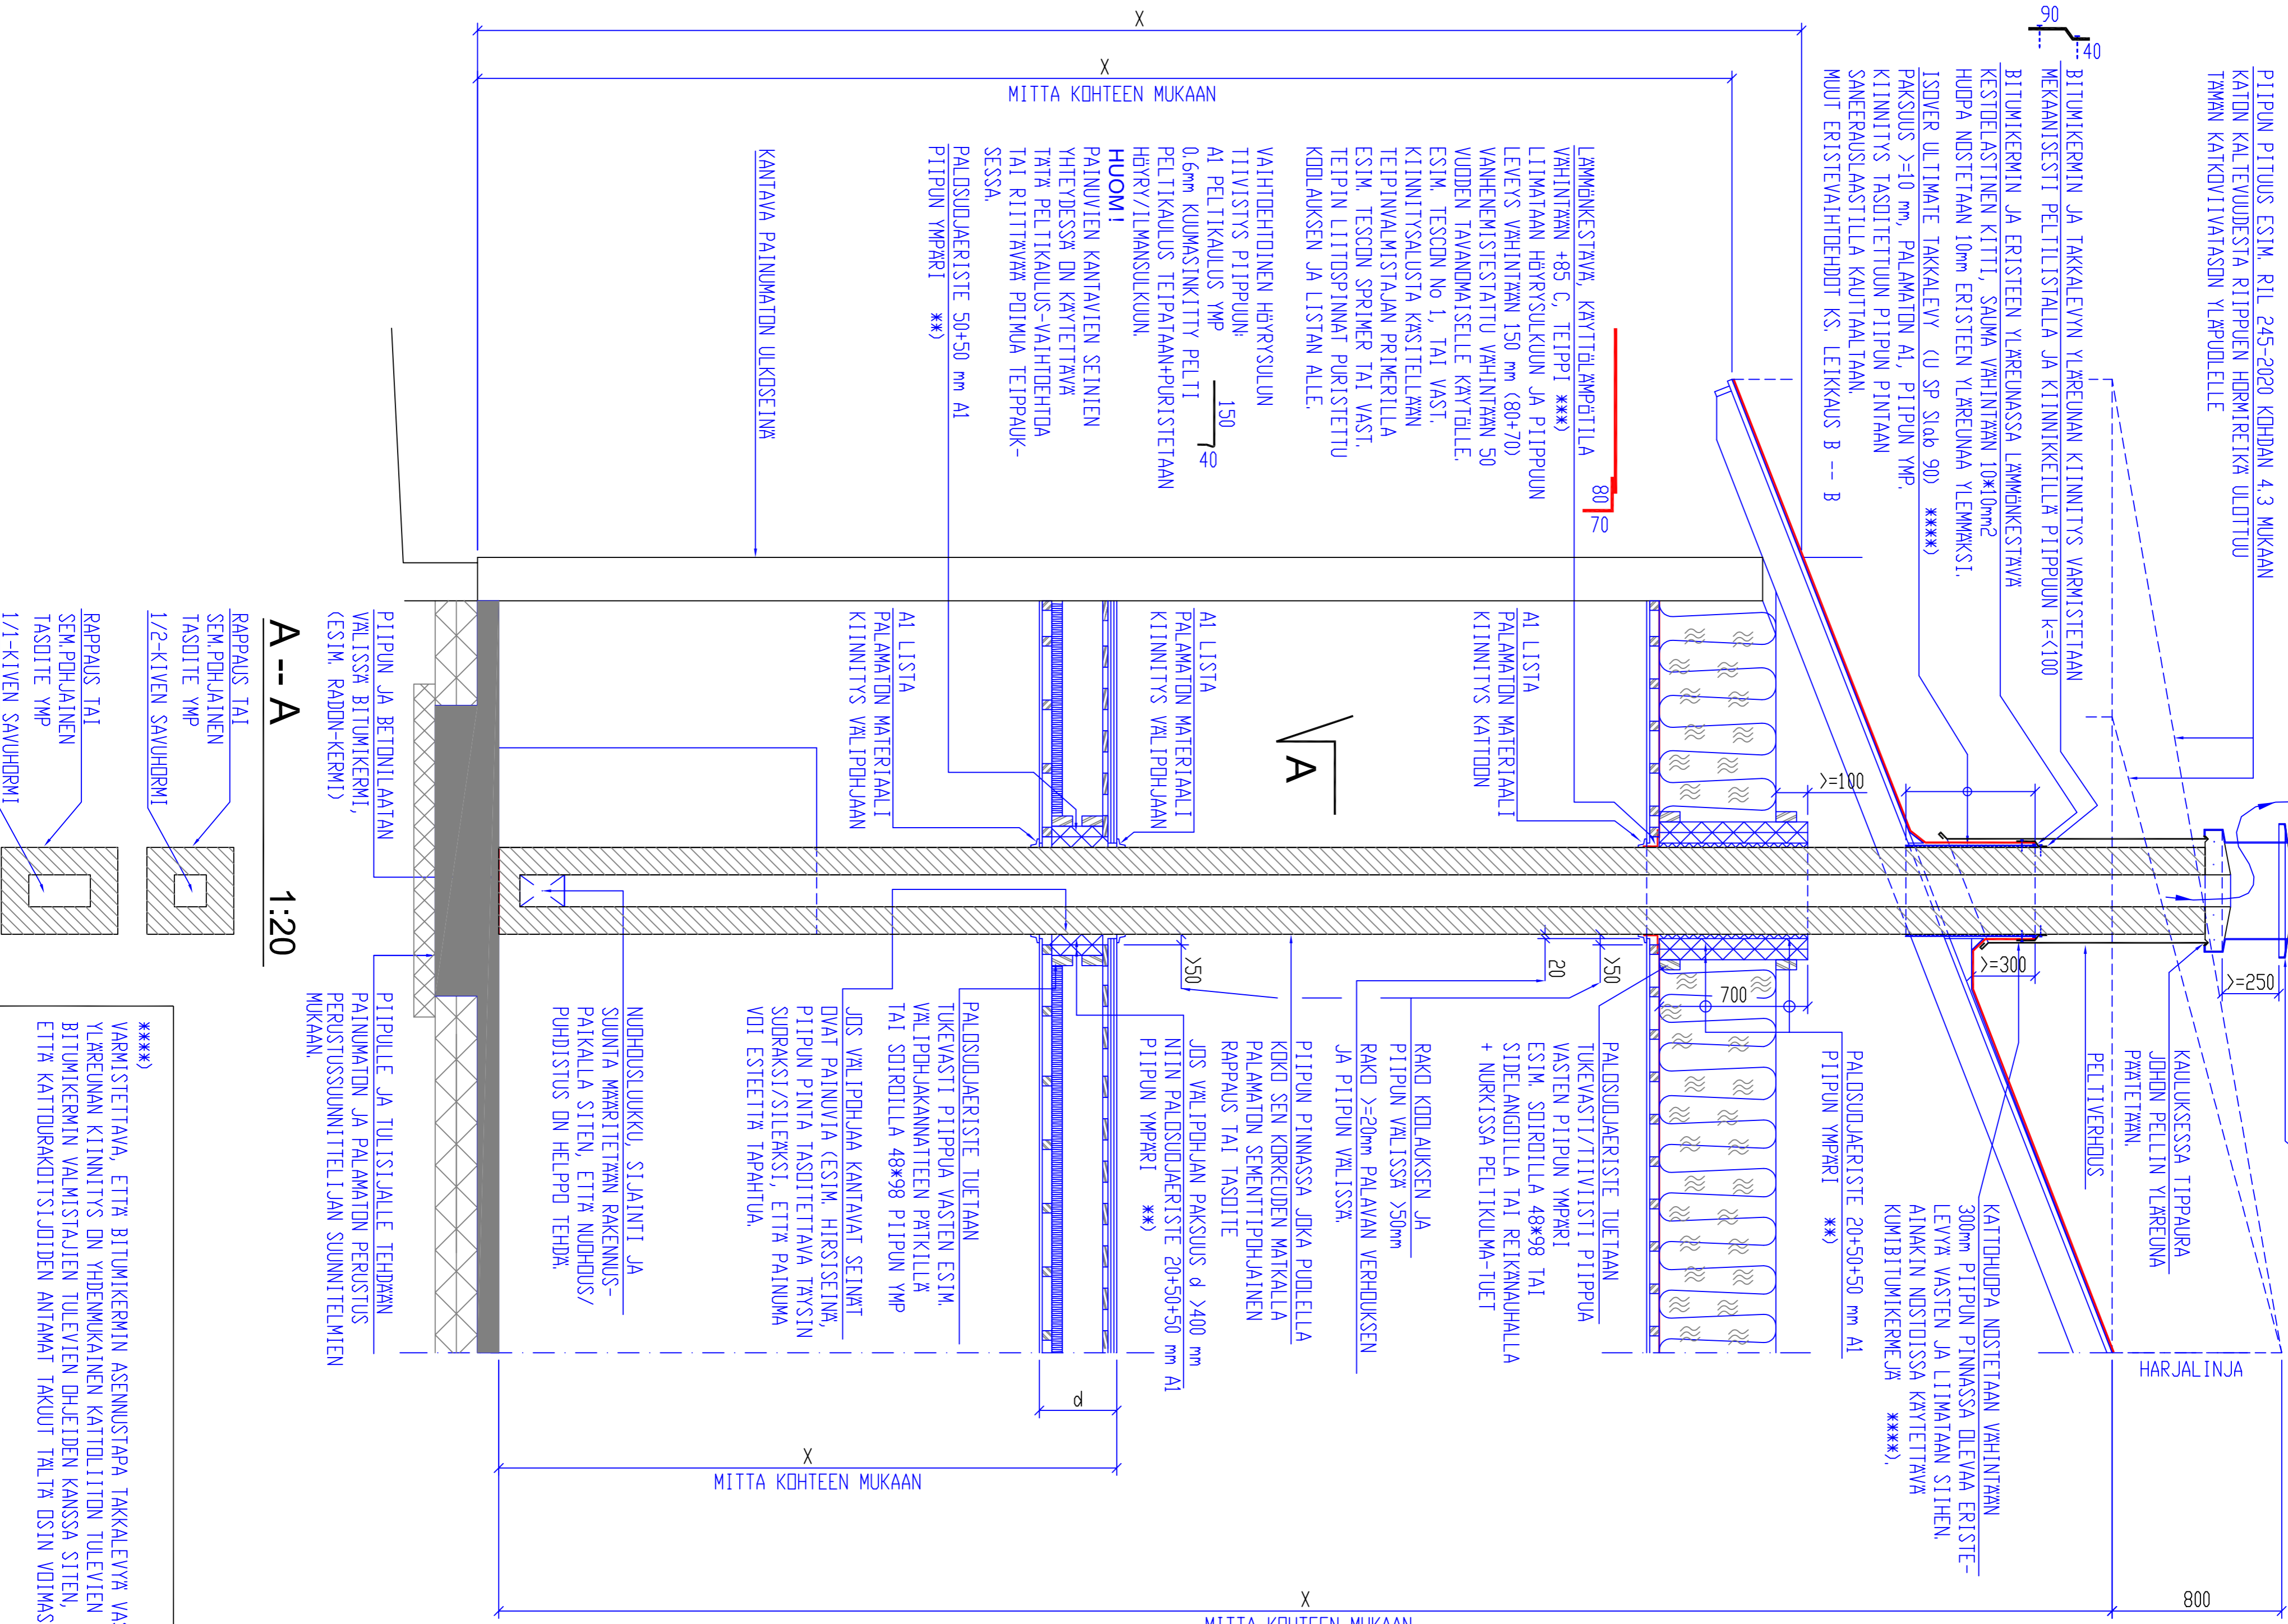 PIIPUN PITUUS ESIM. RIL 245-2020 KOHDAN 4.3 MUKAAN
KATON KALTEVUUDESTA RIIPPUEN HORMIREIKÄ ULOTTUU
TÄMÄN KATKOVIIVATASON YLÄPUOLELLE
90
40
BITUMIKERMIN JA TAKKALEVYN YLÄREUNAN KIINNITYS VARMISTETAAN
MEKAANISESTI PELTILISTALLA JA KIINNIKKEILLÄ PIIPPUUN k=<100
BITUMIKERMIN JA ERISTEEN YLÄREUNASSA LÄMMÖNKESTÄVÄ
KESTOELASTINEN KITTI, SAUMA VÄHINTÄÄN 10*10mm2
HUOPA NOSTETAAN 10mm ERISTEEN YLÄREUNAA YLEMMÄKSI.
ISOVER ULTIMATE TAKKALEVY (U SP Slab 90) ****)
PAKSUUS >=10 mm, PALAMATON A1, PIIPUN YMP.
KIINNITYS TASOITETTUUN PIIPUN PINTAAN
SANEERAUSLAASTILLA KAUTTAALTAAN.
MUUT ERISTEVAIHTOEHDOT KS. LEIKKAUS B -- B
X
X
MITTA KOHTEEN MUKAAN
80
70
LÄMMÖNKESTÄVÄ, KÄYTTÖLÄMPÖTILA
VÄHINTÄÄN +85 C, TEIPPI ***)
LIIMATAAN HÖYRYSULKUUN JA PIIPPUUN
LEVEYS VÄHINTÄÄN 150 mm (80+70)
VANHENEMISTESTATTU VÄHINTÄÄN 50
VUODEN TAVANOMAISELLE KÄYTÖLLE.
ESIM. TESCON No 1, TAI VAST.
KIINNITYSALUSTA KÄSITELLÄÄN
TEIPINVALMISTAJAN PRIMERILLA
ESIM. TESCON SPRIMER TAI VAST.
TEIPIN LIITOSPINNAT PURISTETTU
KOOLAUKSEN JA LISTAN ALLE.
VAIHTOEHTOINEN HÖYRYSULUN
TIIVISTYS PIIPPUUN:
A1 PELTIKAULUS YMP
0.6mm KUUMASINKITTY PELTI
PELTIKAULUS TEIPATAAN+PURISTETAAN
HÖYRY/ILMANSULKUUN.
150
40
HUOM!
PAINUVIEN KANTAVIEN SEINIEN
YHTEYDESSÄ ON KÄYTETTÄVÄ
TÄTÄ PELTIKAULUS-VAIHTOEHTOA
TAI RIITTÄVÄÄ POIMUA TEIPPAUK-
SESSA.
PALOSUOJAERISTE 50+50 mm A1
PIIPUN YMPÄRI **)
KANTAVA PAINUMATON ULKOSEINÄ
A1 LISTA
PALAMATON MATERIAALI
KIINNITYS KATTOON
A1 LISTA
PALAMATON MATERIAALI
KIINNITYS VÄLIPOHJAAN
A1 LISTA
PALAMATON MATERIAALI
KIINNITYS VÄLIPOHJAAN
A
PIIPUN JA BETONILAATAN
VÄLISSÄ BITUMIKERMI,
(ESIM. RADON-KERMI)
A -- A
1:20
RAPPAUS TAI
SEM.POHJAINEN
TASOITE YMP
1/2-KIVEN SAVUHORMI
RAPPAUS TAI
SEM.POHJAINEN
TASOITE YMP
1/1-KIVEN SAVUHORMI
>=100
>=300
>=250
700
>50
20
>50
KAULUKSESSA TIPPAURA
JOHON PELLIN YLÄREUNA
PÄÄTETÄÄN.
PELTIVERHOUS
HARJALINJA
KATTOHUOPA NOSTETAAN VÄHINTÄÄN
300mm PIIPUN PINNASSA OLEVAA ERISTE-
LEVYÄ VASTEN JA LIIMATAAN SIIHEN.
AINAKIN NOSTOISSA KÄYTETTÄVÄ
KUMIBITUMIKERMEJÄ ****).
PALOSUOJAERISTE 20+50+50 mm A1
PIIPUN YMPÄRI **)
PALOSUOJAERISTE TUETAAN
TUKEVASTI/TIIVIISTI PIIPPUA
VASTEN PIIPUN YMPÄRI
ESIM. SOIROILLA 48*98 TAI
SIDELANGOILLA TAI REIKÄNAUHALLA
+ NURKISSA PELTIKULMA-TUET
RAKO KOOLAUKSEN JA
PIIPUN VÄLISSÄ >50mm
RAKO >=20mm PALAVAN VERHOUKSEN
JA PIIPUN VÄLISSÄ.
PIIPUN PINNASSA JOKA PUOLELLA
KOKO SEN KORKEUDEN MATKALLA
PALAMATON SEMENTTIPOHJAINEN
RAPPAUS TAI TASOITE
JOS VÄLIPOHJAN PAKSUUS d >400 mm
NIIN PALOSUOJAERISTE 20+50+50 mm A1
PIIPUN YMPÄRI **)
PALOSUOJAERISTE TUETAAN
TUKEVASTI PIIPPUA VASTEN ESIM.
VÄLIPOHJAKANNATTEEN PÄTKILLÄ
TAI SOIROILLA 48*98 PIIPUN YMP
JOS VÄLIPOHJAA KANTAVAT SEINÄT
OVAT PAINUVIA (ESIM. HIRSISEINÄ,
PIIPUN PINTA TASOITETTAVA TÄYSIN
SUORAKSI/SILEÄKSI, ETTÄ PAINUMA
VOI ESTEETTÄ TAPAHTUA.
NUOHOUSLUUKKU, SIJAINTI JA
SUUNTA MÄÄRITETÄÄN RAKENNUS-
PAIKALLA SITEN, ETTÄ NUOHOUS/
PUHDISTUS ON HELPPO TEHDÄ.
PIIPULLE JA TULISIJALLE TEHDÄÄN
PAINUMATON JA PALAMATON PERUSTUS
PERUSTUSSUUNNITTELIJAN SUUNNITELMIEN
MUKAAN.
d
X
MITTA KOHTEEN MUKAAN
800
X
MITTA KOHTEEN MUKAAN
****)
VARMISTETTAVA, ETTÄ BITUMIKERMIN ASENNUSTAPA TAKKALEVYÄ
YLÄREUNAN KIINNITYS ON YHDENMUKAINEN KATTOLIITON TULEVIEN
BITUMIKERMIN VALMISTAJIEN TULEVIEN OHJEIDEN KANSSA SITEN,
ETTÄ KATTOURAKOITSIJOIDEN ANTAMAT TAKUUT TÄLTÄ OSIN